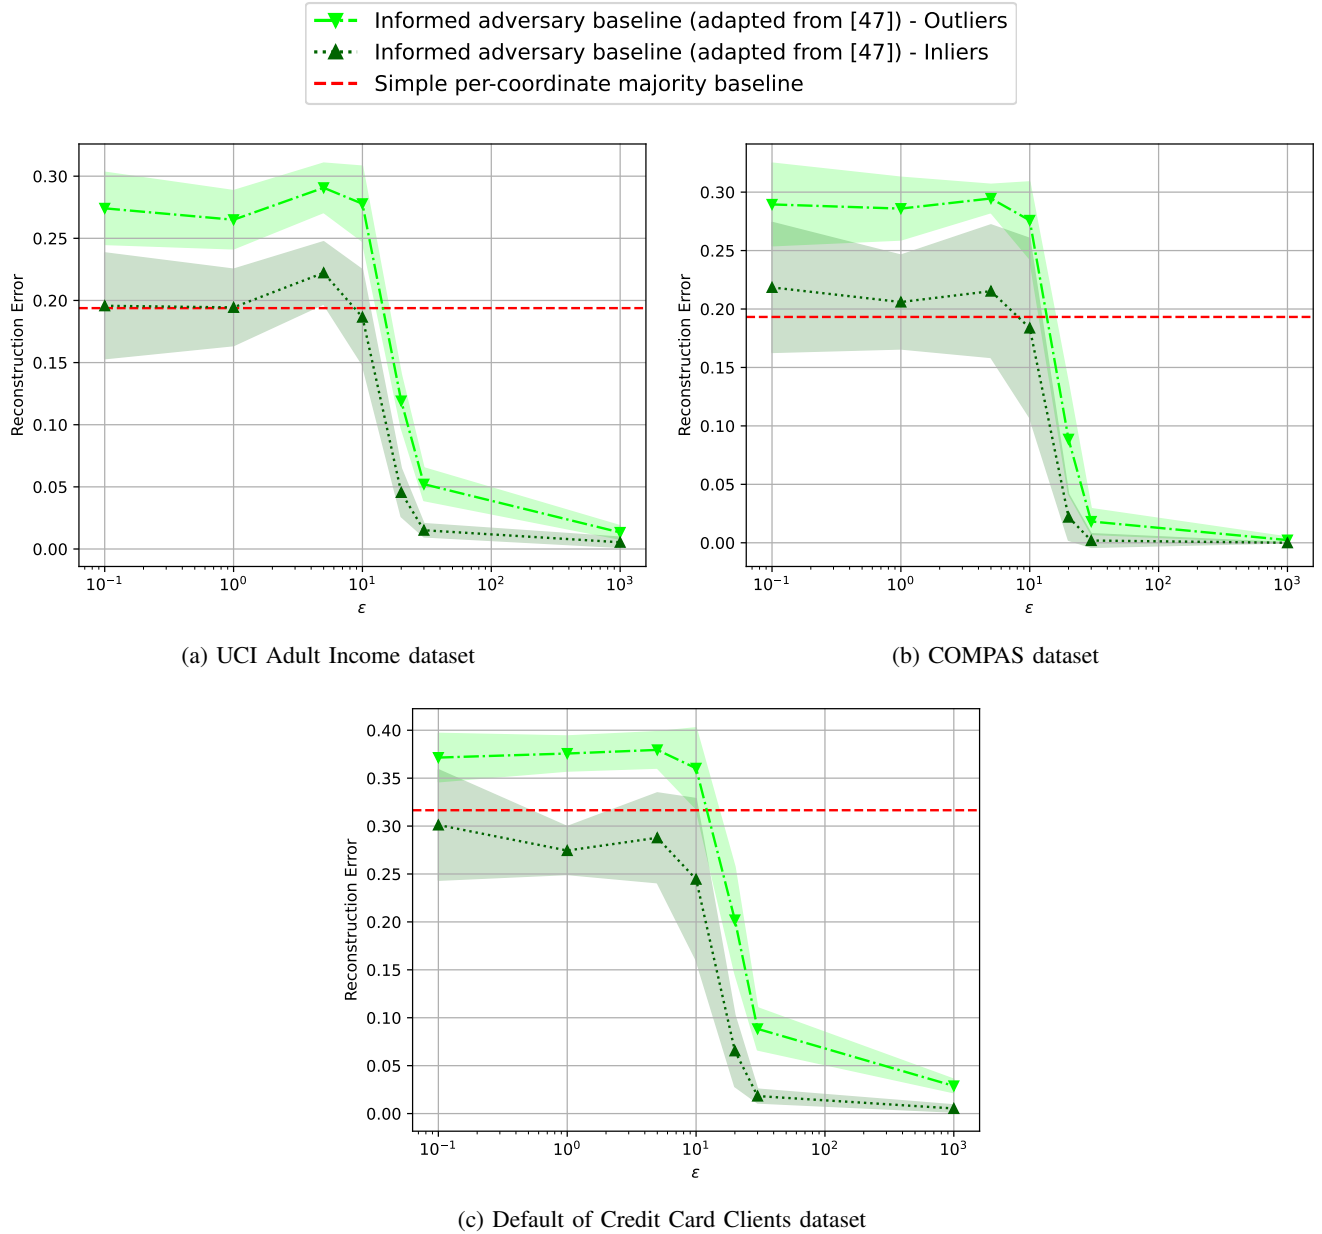 Informed adversary baseline (adapted from [47]) - Outliers
Informed adversary baseline (adapted from [47]) - Inliers
Simple per-coordinate majority baseline
Reconstruction Error
0.30
0.25
0.20
0.15
0.10
0.05
0.00
10⁻¹ 10⁰ 10¹ 10² 10³
ε
(a) UCI Adult Income dataset
Reconstruction Error
0.30
0.25
0.20
0.15
0.10
0.05
0.00
10⁻¹ 10⁰ 10¹ 10² 10³
ε
(b) COMPAS dataset
Reconstruction Error
0.40
0.35
0.30
0.25
0.20
0.15
0.10
0.05
0.00
10⁻¹ 10⁰ 10¹ 10² 10³
ε
(c) Default of Credit Card Clients dataset